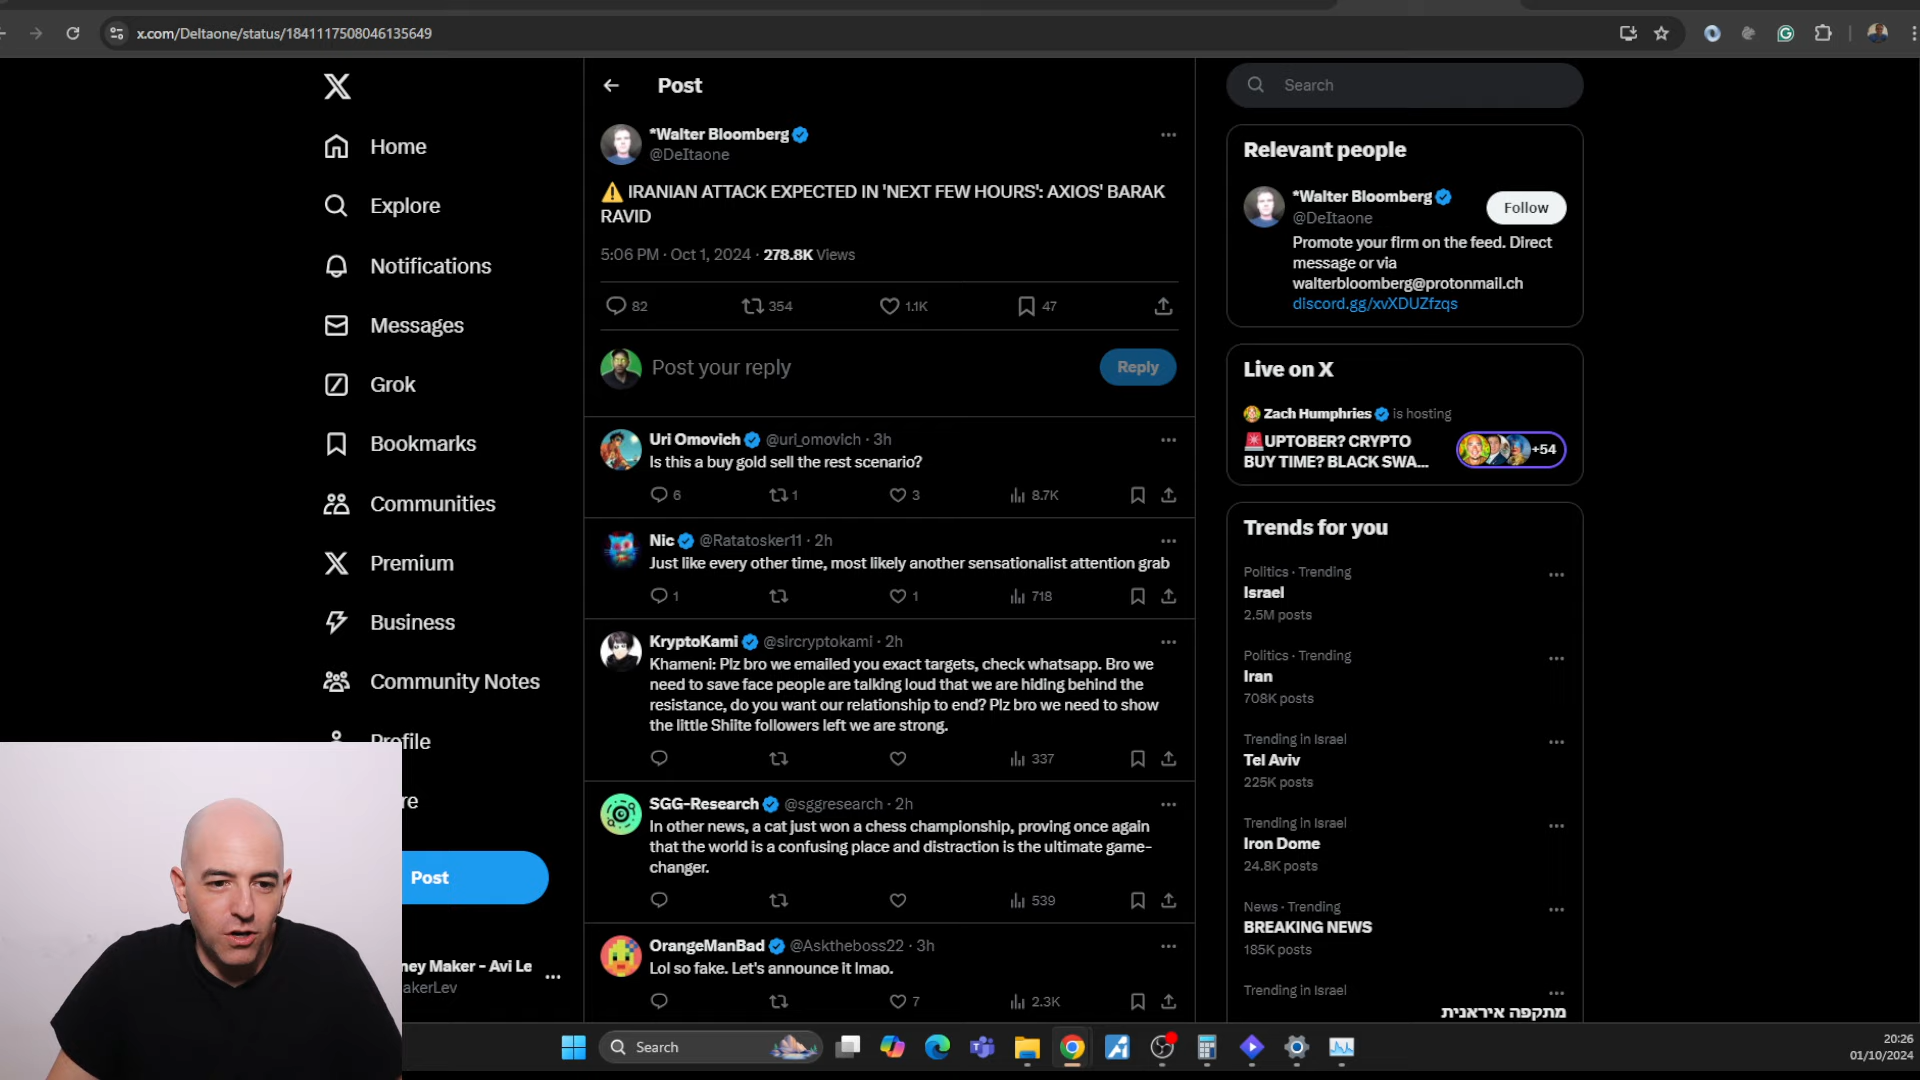 x.com/DeItaone/status/1841117508046135649
Home
Explore
Notifications
Messages
Grok
Bookmarks
Communities
Premium
Business
Community Notes
Profile
re
Post
ney Maker - Avi Le
akerLev
Post
*Walter Bloomberg
@DeItaone
⚠️ IRANIAN ATTACK EXPECTED IN 'NEXT FEW HOURS': AXIOS' BARAK
RAVID
5:06 PM · Oct 1, 2024 · 278.8K Views
82 354 1.1K 47
Post your reply
Reply
Uri Omovich @uri_omovich · 3h
Is this a buy gold sell the rest scenario?
6 1 3 8.7K
Nic @Ratatosker11 · 2h
Just like every other time, most likely another sensationalist attention grab
1 1 718
KryptoKami @sircryptokami · 2h
Khameni: Plz bro we emailed you exact targets, check whatsapp. Bro we
need to save face people are talking loud that we are hiding behind the
resistance, do you want our relationship to end? Plz bro we need to show
the little Shiite followers left we are strong.
337
SGG-Research @sggresearch · 2h
In other news, a cat just won a chess championship, proving once again
that the world is a confusing place and distraction is the ultimate game-
changer.
539
OrangeManBad @Asktheboss22 · 3h
Lol so fake. Let's announce it lmao.
7 2.3K
Search
Relevant people
*Walter Bloomberg
@DeItaone
Follow
Promote your firm on the feed. Direct
message or via
walterbloomberg@protonmail.ch
discord.gg/xvXDUZfzqs
Live on X
Zach Humphries is hosting
🚨UPTOBER? CRYPTO
BUY TIME? BLACK SWA...
+54
Trends for you
Politics · Trending
Israel
2.5M posts
Politics · Trending
Iran
708K posts
Trending in Israel
Tel Aviv
225K posts
Trending in Israel
Iron Dome
24.8K posts
News · Trending
BREAKING NEWS
185K posts
Trending in Israel
מתקפה איראנית
Search
20:26
01/10/2024